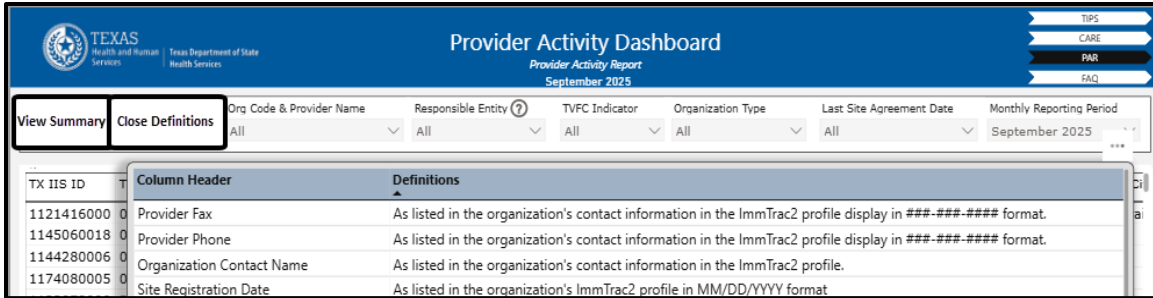 TEXAS
Health and Human
Services
Texas Department of State
Health Services
Provider Activity Dashboard
Provider Activity Report
September 2025
TIPS
CARE
PAR
FAQ
View Summary
Close Definitions
Org Code & Provider Name
All
Responsible Entity ?
All
TVFC Indicator
All
Organization Type
All
Last Site Agreement Date
All
Monthly Reporting Period
September 2025
...
TX IIS ID
1121416000
1145060018
1144280006
1174080005
Column Header Definitions
Provider Fax As listed in the organization's contact information in the ImmTrac2 profile display in ###-###-#### format.
Provider Phone As listed in the organization's contact information in the ImmTrac2 profile display in ###-###-#### format.
Organization Contact Name As listed in the organization's contact information in the ImmTrac2 profile.
Site Registration Date As listed in the organization's ImmTrac2 profile in MM/DD/YYYY format